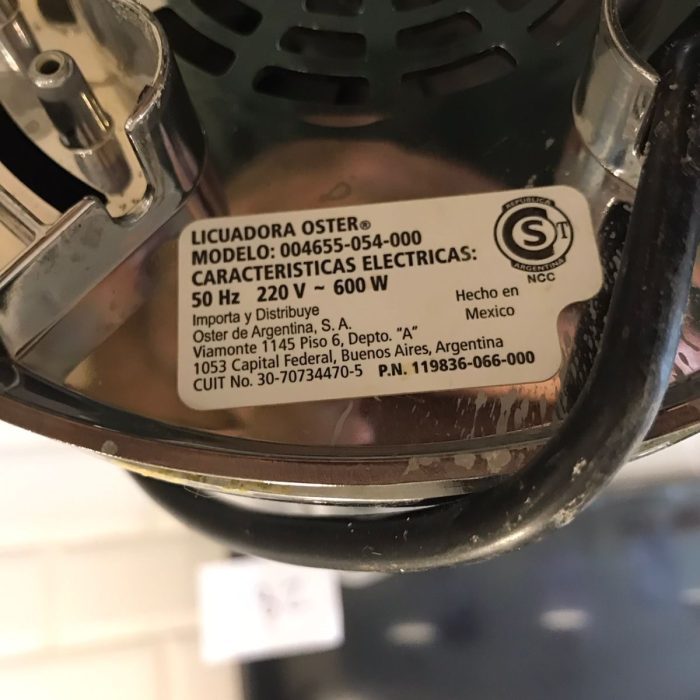 LICUADORA OSTER®
MODELO: 004655-054-000
CARACTERISTICAS ELECTRICAS:
50 Hz 220 V ~ 600 W
Importa y Distribuye
Oster de Argentina, S. A.
Viamonte 1145 Piso 6, Depto. "A"
1053 Capital Federal, Buenos Aires, Argentina
CUIT No. 30-70734470-5 P.N. 119836-066-000
Hecho en
Mexico
REPUBLICA
S T
ARGENTINA
NCC